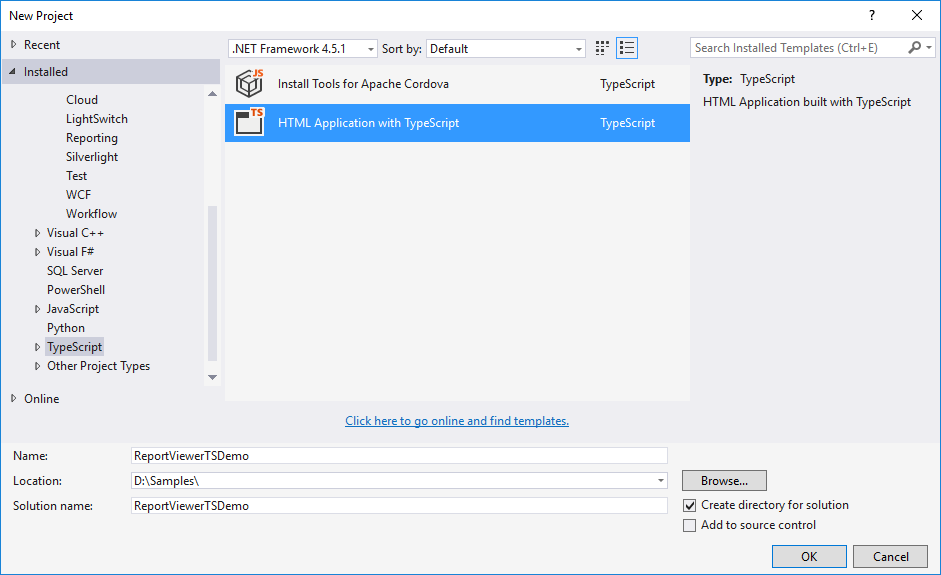 New Project
?
Recent
.NET Framework 4.5.1 Sort by: Default
Search Installed Templates (Ctrl+E)
Installed
Cloud
LightSwitch
Reporting
Silverlight
Test
WCF
Workflow
Visual C++
Visual F#
SQL Server
PowerShell
JavaScript
Python
TypeScript
Other Project Types
Online
JS
Install Tools for Apache Cordova TypeScript
TS
HTML Application with TypeScript TypeScript
Type: TypeScript
HTML Application built with TypeScript
Click here to go online and find templates.
Name: ReportViewerTSDemo
Location: D:\Samples\ Browse...
Solution name: ReportViewerTSDemo
Create directory for solution
Add to source control
OK Cancel